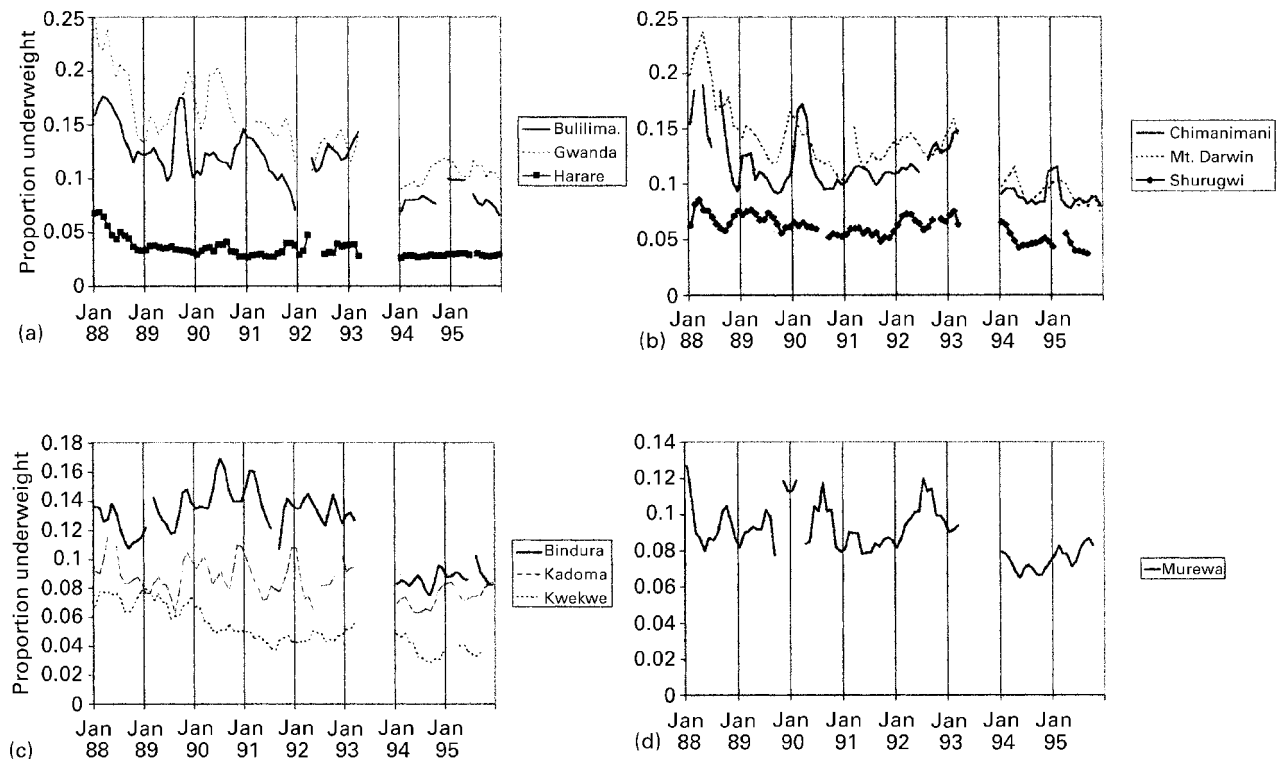 Proportion underweight
0.25
0.2
0.15
0.1
0.05
0
Jan 88 Jan 89 Jan 90 Jan 91 Jan 92 Jan 93 Jan 94 Jan 95
(a)
Bulilima.
Gwanda
Harare
0.25
0.2
0.15
0.1
0.05
0
Jan 88 Jan 89 Jan 90 Jan 91 Jan 92 Jan 93 Jan 94 Jan 95
(b)
Chimanimani
Mt. Darwin
Shurugwi
Proportion underweight
0.18
0.16
0.14
0.12
0.1
0.08
0.06
0.04
0.02
0
Jan 88 Jan 89 Jan 90 Jan 91 Jan 92 Jan 93 Jan 94 Jan 95
(c)
Bindura
Kadoma
Kwekwe
0.14
0.12
0.1
0.08
0.06
0.04
0.02
0
Jan 88 Jan 89 Jan 90 Jan 91 Jan 92 Jan 93 Jan 94 Jan 95
(d)
Murewa